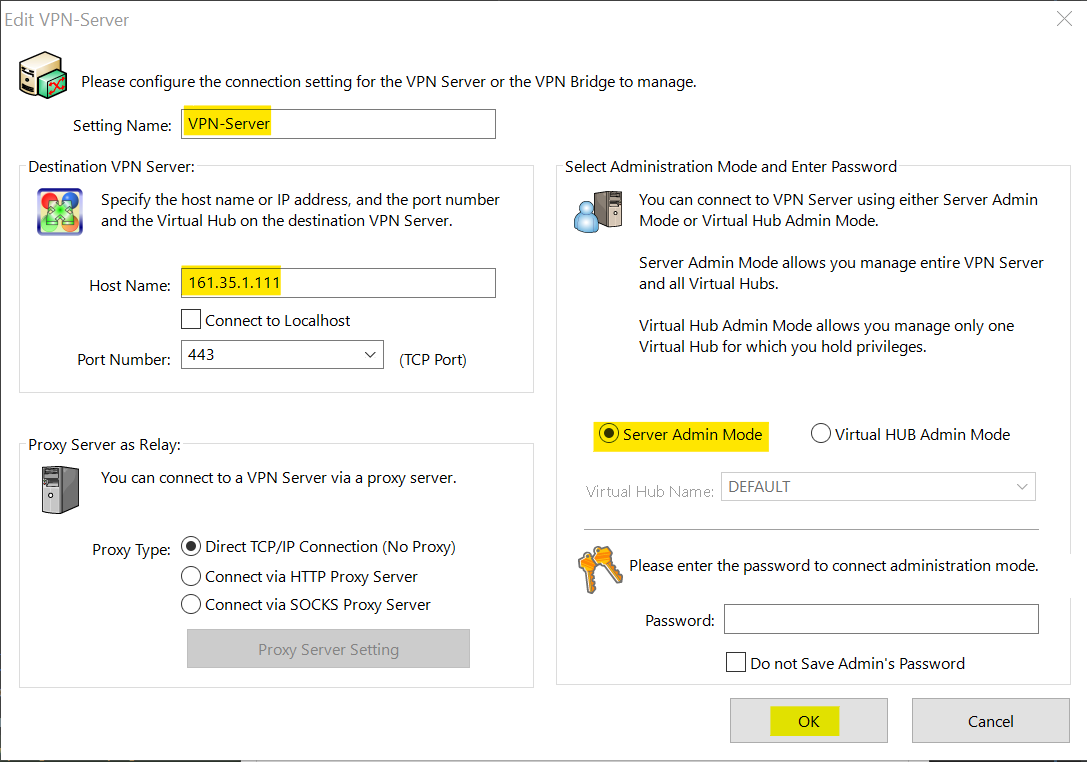 Edit VPN-Server
Please configure the connection setting for the VPN Server or the VPN Bridge to manage.
Setting Name:
VPN-Server
Destination VPN Server:
Specify the host name or IP address, and the port number
and the Virtual Hub on the destination VPN Server.
Host Name:
161.35.1.111
Connect to Localhost
Port Number:
443
(TCP Port)
Proxy Server as Relay:
You can connect to a VPN Server via a proxy server.
Proxy Type:
Direct TCP/IP Connection (No Proxy)
Connect via HTTP Proxy Server
Connect via SOCKS Proxy Server
Proxy Server Setting
Select Administration Mode and Enter Password
You can connect to VPN Server using either Server Admin
Mode or Virtual Hub Admin Mode.
Server Admin Mode allows you manage entire VPN Server
and all Virtual Hubs.
Virtual Hub Admin Mode allows you manage only one
Virtual Hub for which you hold privileges.
Server Admin Mode
Virtual HUB Admin Mode
Virtual Hub Name:
DEFAULT
Please enter the password to connect administration mode.
Password:
Do not Save Admin's Password
OK
Cancel